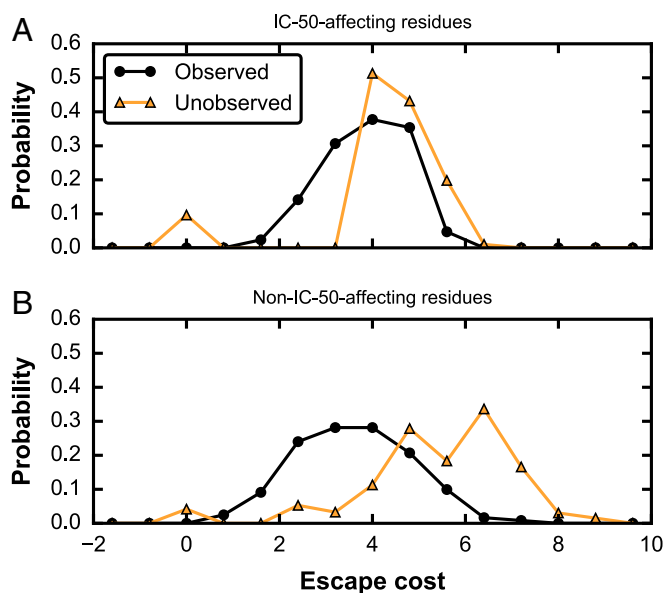 A
IC-50-affecting residues
0.6
0.5
0.4
0.3
0.2
0.1
0.0
Probability
Observed
Unobserved
B
Non-IC-50-affecting residues
0.6
0.5
0.4
0.3
0.2
0.1
0.0
Probability
−2 0 2 4 6 8 10
Escape cost